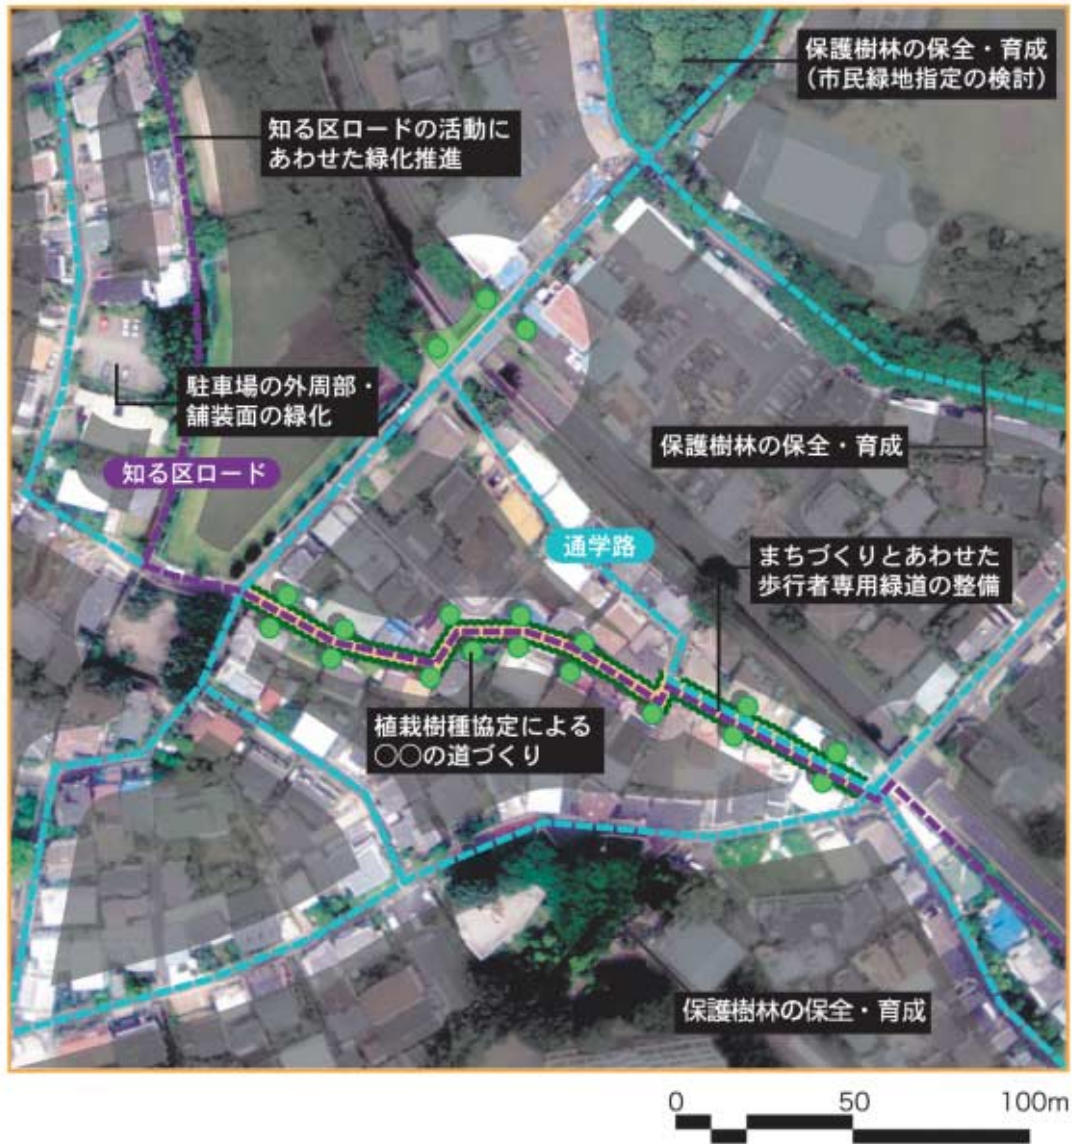 保護樹林の保全・育成
（市民緑地指定の検討）
知る区ロードの活動に
あわせた緑化推進
駐車場の外周部・
舗装面の緑化
保護樹林の保全・育成
知る区ロード
通学路
まちづくりとあわせた
歩行者専用緑道の整備
植栽樹種協定による
○○の道づくり
保護樹林の保全・育成
0 50 100m